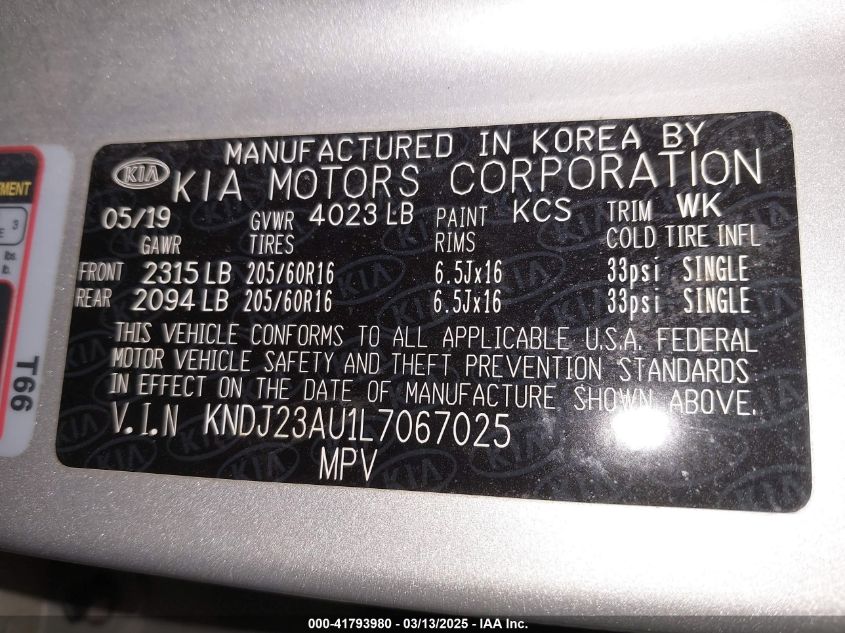 MANUFACTURED IN KOREA BY
KIA KIA MOTORS CORPORATION
05/19 GVWR 4023 LB PAINT KCS TRIM WK
GAWR TIRES RIMS COLD TIRE INFL
FRONT 2315 LB 205/60R16 6.5Jx16 33psi SINGLE
REAR 2094 LB 205/60R16 6.5Jx16 33psi SINGLE
THIS VEHICLE CONFORMS TO ALL APPLICABLE U.S.A. FEDERAL
MOTOR VEHICLE SAFETY AND THEFT PREVENTION STANDARDS
IN EFFECT ON THE DATE OF MANUFACTURE SHOWN ABOVE.
V.I.N KNDJ23AU1L7067025
MPV
T66
000-41793980 - 03/13/2025 - IAA Inc.